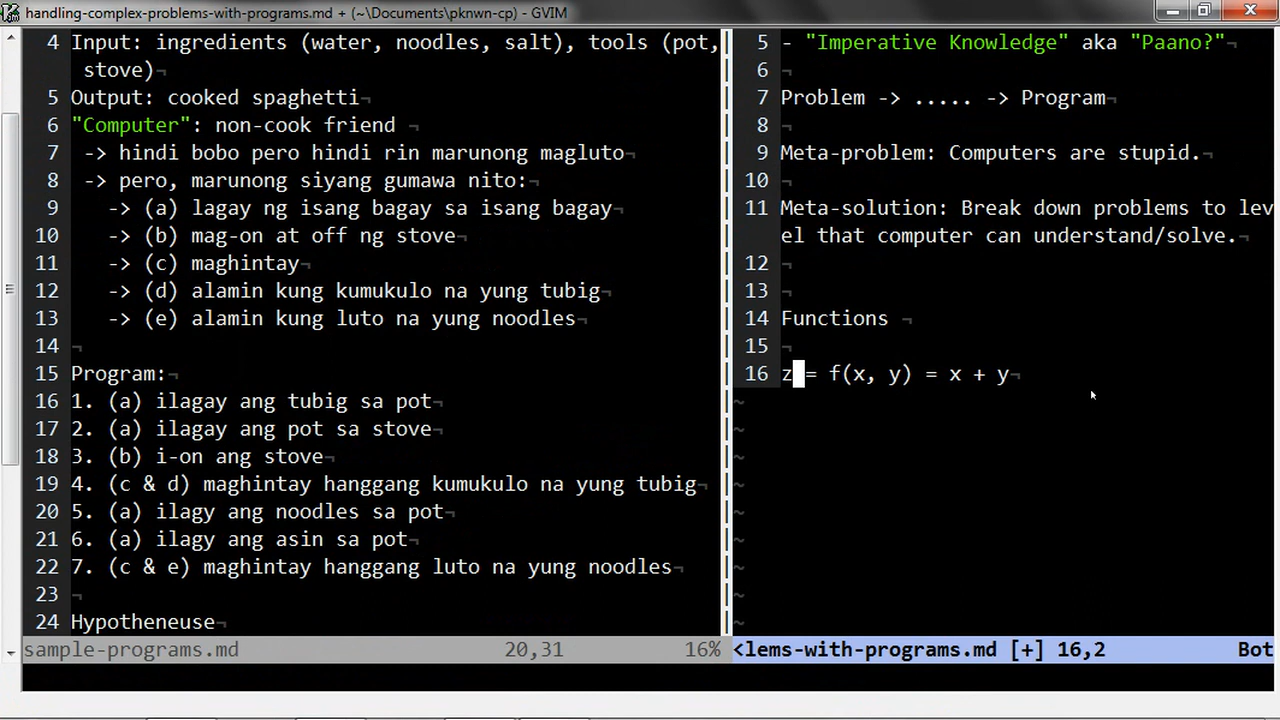 handling-complex-problems-with-programs.md + (~\Documents\pknwn-cp) - GVIM
4 Input: ingredients (water, noodles, salt), tools (pot,
stove)¬
5 Output: cooked spaghetti¬
6 "Computer": non-cook friend ¬
7 -> hindi bobo pero hindi rin marunong magluto¬
8 -> pero, marunong siyang gumawa nito:¬
9 -> (a) lagay ng isang bagay sa isang bagay¬
10 -> (b) mag-on at off ng stove¬
11 -> (c) maghintay¬
12 -> (d) alamin kung kumukulo na yung tubig¬
13 -> (e) alamin kung luto na yung noodles¬
14 ¬
15 Program:¬
16 1. (a) ilagay ang tubig sa pot¬
17 2. (a) ilagay ang pot sa stove¬
18 3. (b) i-on ang stove¬
19 4. (c & d) maghintay hanggang kumukulo na yung tubig¬
20 5. (a) ilagy ang noodles sa pot¬
21 6. (a) ilagy ang asin sa pot¬
22 7. (c & e) maghintay hanggang luto na yung noodles¬
23 ¬
24 Hypotheneuse¬
sample-programs.md 20,31 16%
5 - "Imperative Knowledge" aka "Paano?"¬
6 ¬
7 Problem -> ..... -> Program¬
8 ¬
9 Meta-problem: Computers are stupid.¬
10 ¬
11 Meta-solution: Break down problems to lev
el that computer can understand/solve.¬
12 ¬
13 ¬
14 Functions ¬
15 ¬
16 z = f(x, y) = x + y¬
~
~
~
~
~
~
~
~
~
<lems-with-programs.md [+] 16,2 Bot